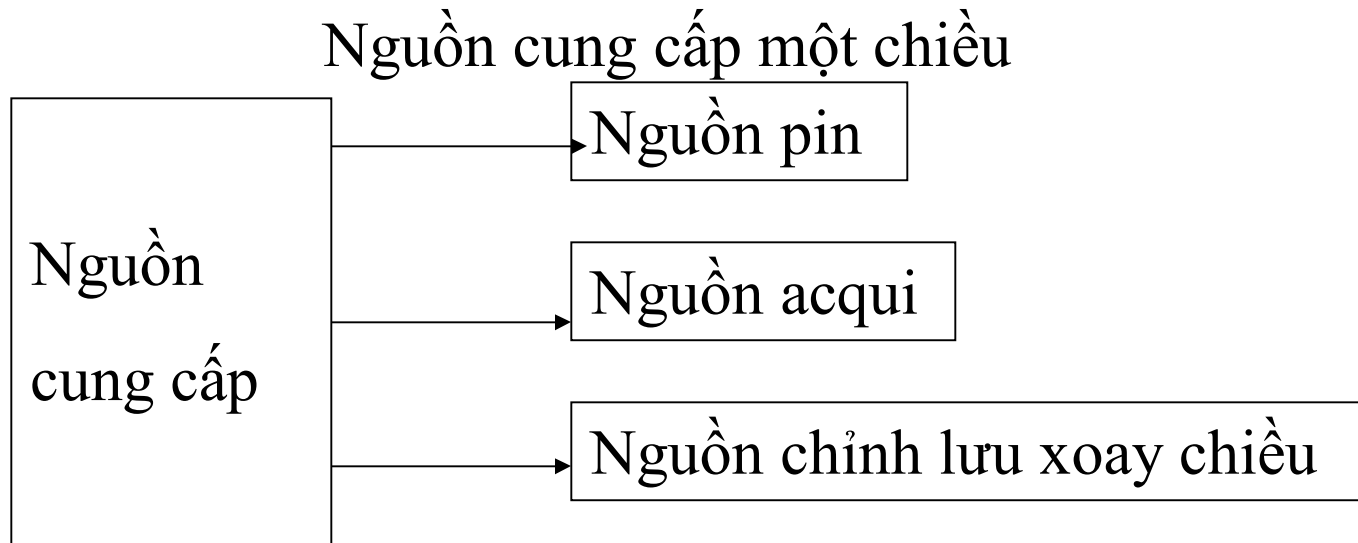 Nguồn cung cấp một chiều
Nguồn pin
Nguồn
cung cấp
Nguồn acqui
Nguồn chỉnh lưu xoay chiều